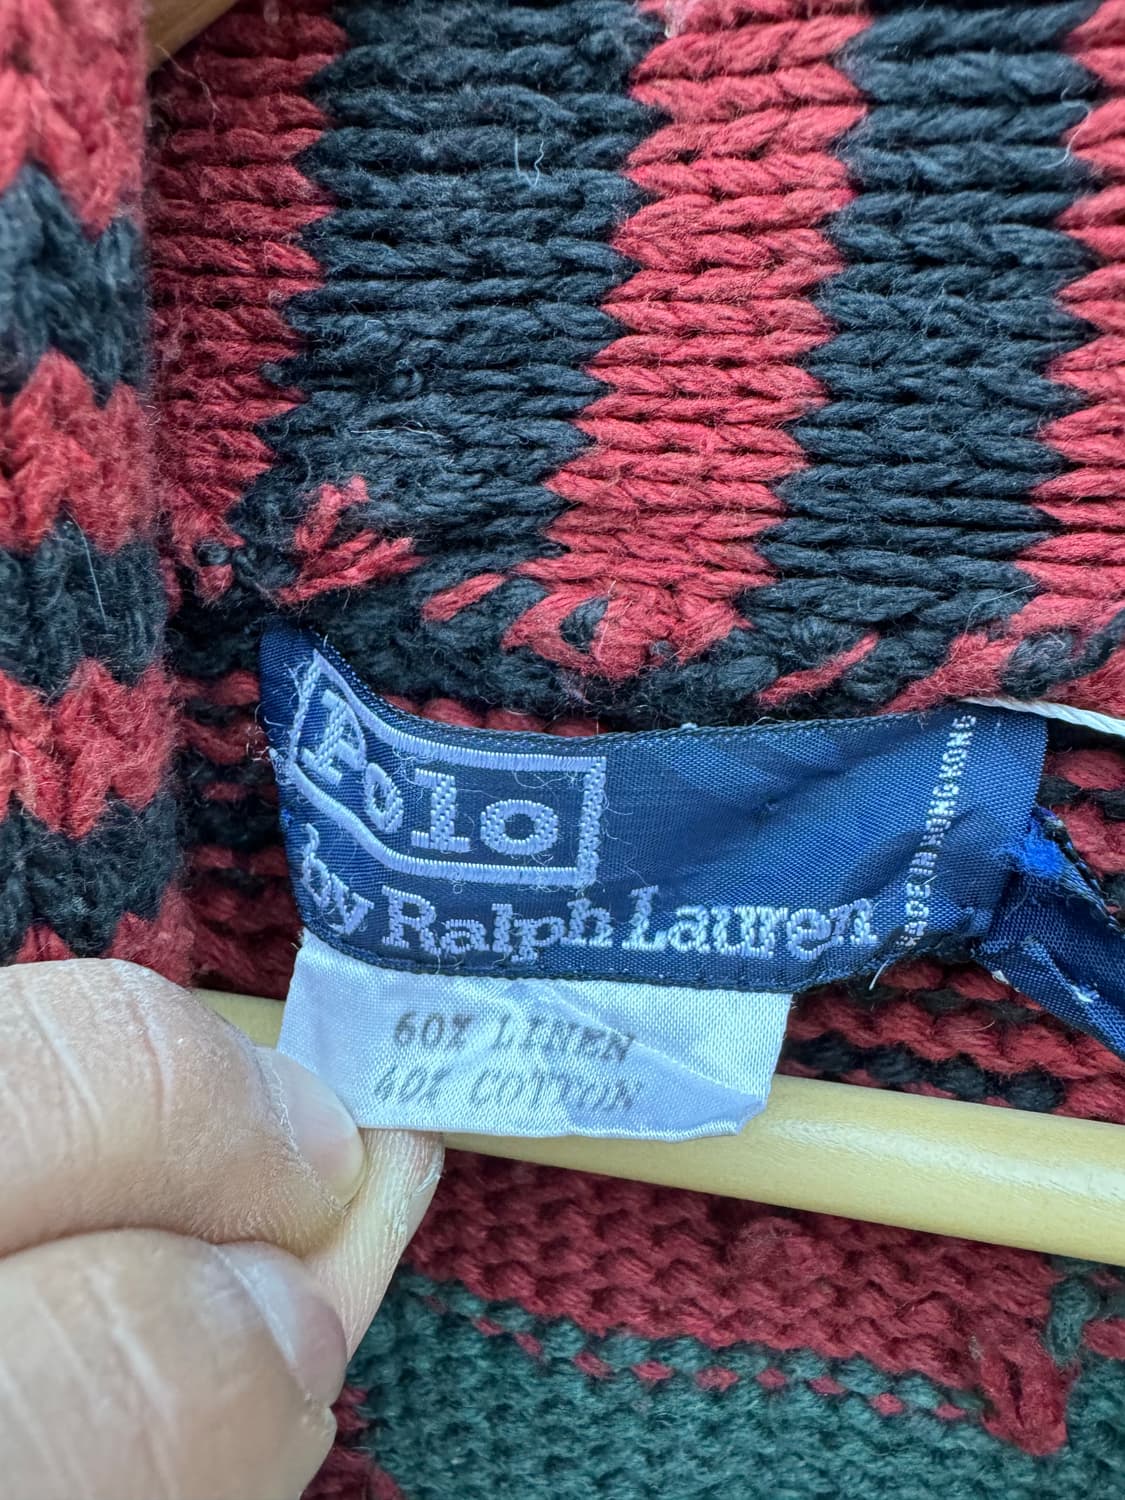 Polo
by Ralph Lauren
MADE IN HONG KONG
60% LINEN
40% COTTON